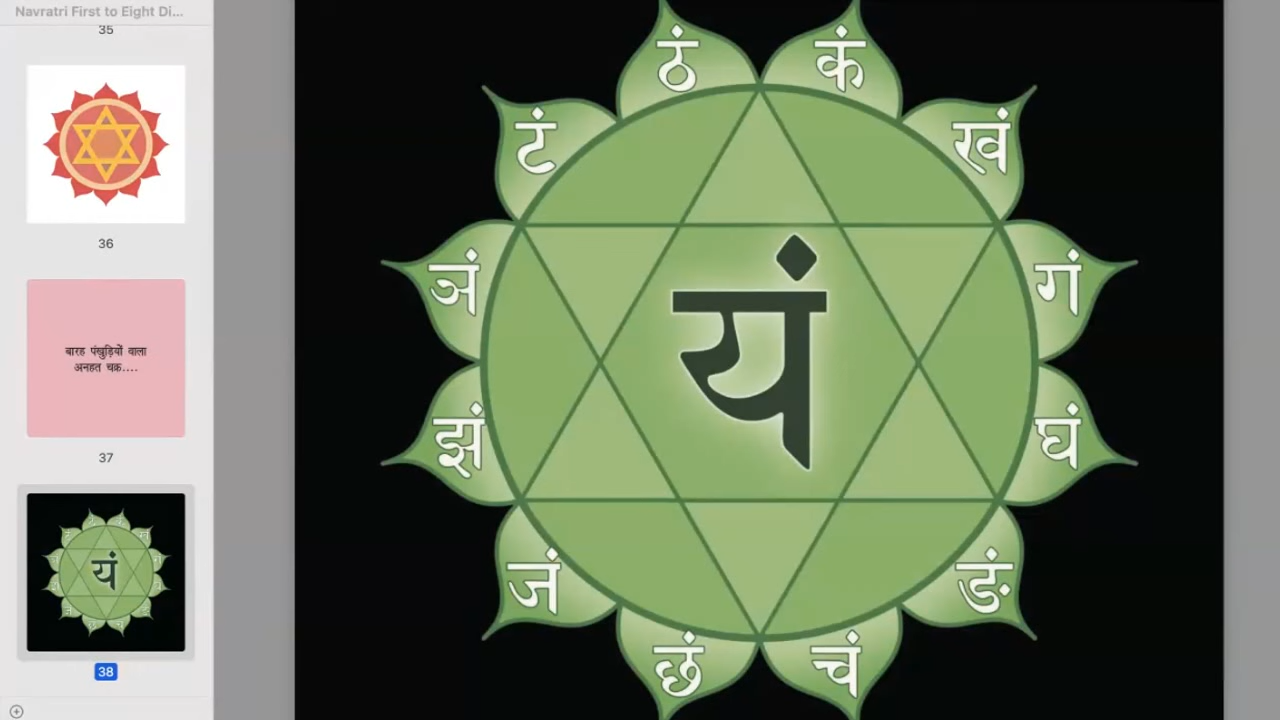 Navratri First to Eight Di...
35
36
बारह पंखुड़ियों वाला
अनहत चक्र....
37
38
ठं कं
टं खं
ञं गं
यं
झं घं
जं ङं
छं चं
यं